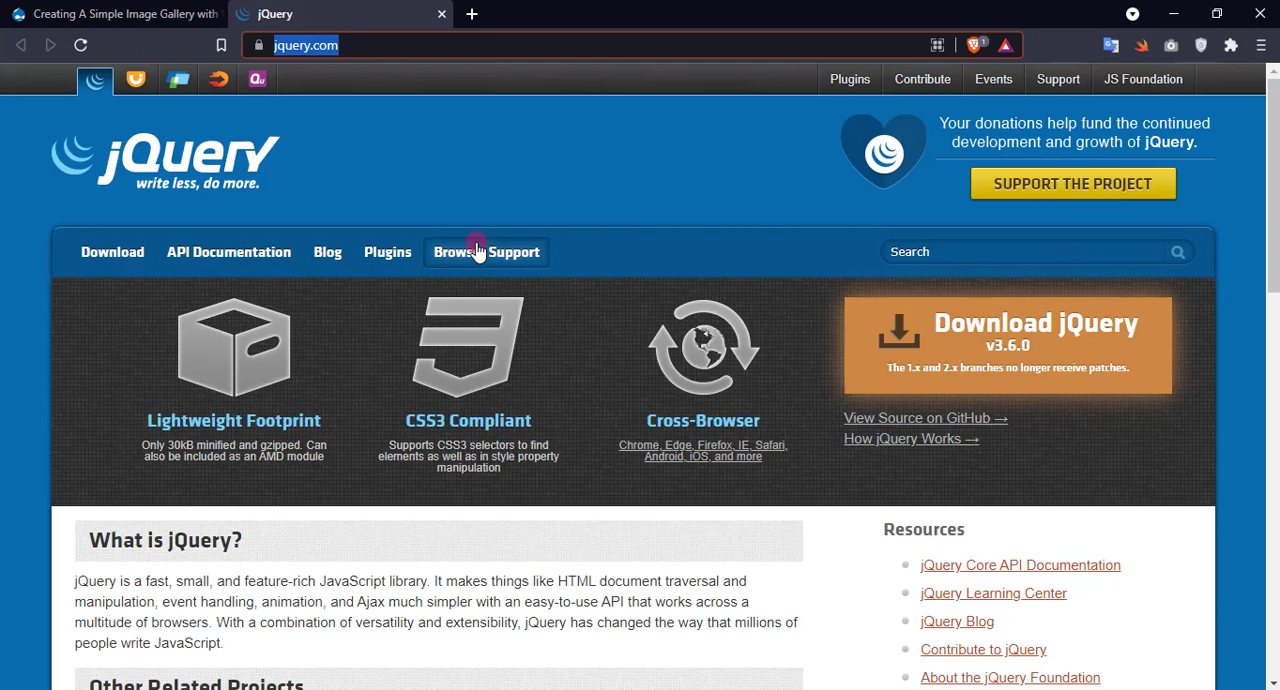 Creating A Simple Image Gallery with
jQuery
jquery.com
1
Qu
Plugins
Contribute
Events
Support
JS Foundation
jQuery
write less, do more.
Your donations help fund the continued
development and growth of jQuery.
SUPPORT THE PROJECT
Download
API Documentation
Blog
Plugins
Browser Support
Search
Lightweight Footprint
Only 30kB minified and gzipped. Can
also be included as an AMD module
CSS3 Compliant
Supports CSS3 selectors to find
elements as well as in style property
manipulation
Cross-Browser
Chrome, Edge, Firefox, IE, Safari,
Android, iOS, and more
Download jQuery
v3.6.0
The 1.x and 2.x branches no longer receive patches.
View Source on GitHub →
How jQuery Works →
What is jQuery?
jQuery is a fast, small, and feature-rich JavaScript library. It makes things like HTML document traversal and
manipulation, event handling, animation, and Ajax much simpler with an easy-to-use API that works across a
multitude of browsers. With a combination of versatility and extensibility, jQuery has changed the way that millions of
people write JavaScript.
Other Related Projects
Resources
jQuery Core API Documentation
jQuery Learning Center
jQuery Blog
Contribute to jQuery
About the jQuery Foundation